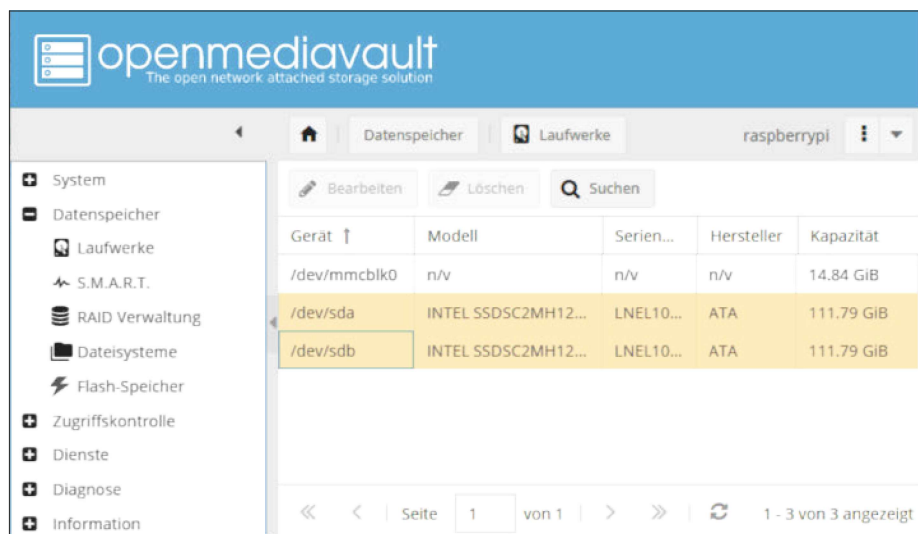 openmediavault
The open network attached storage solution
Datenspeicher Laufwerke raspberrypi
System
Datenspeicher
Laufwerke
S.M.A.R.T.
RAID Verwaltung
Dateisysteme
Flash-Speicher
Zugriffskontrolle
Dienste
Diagnose
Information
Bearbeiten Löschen Suchen
Gerät ↑ Modell Serien... Hersteller Kapazität
/dev/mmcblk0 n/v n/v n/v 14.84 GiB
/dev/sda INTEL SSDSC2MH12... LNEL10... ATA 111.79 GiB
/dev/sdb INTEL SSDSC2MH12... LNEL10... ATA 111.79 GiB
Seite 1 von 1 1 - 3 von 3 angezeigt